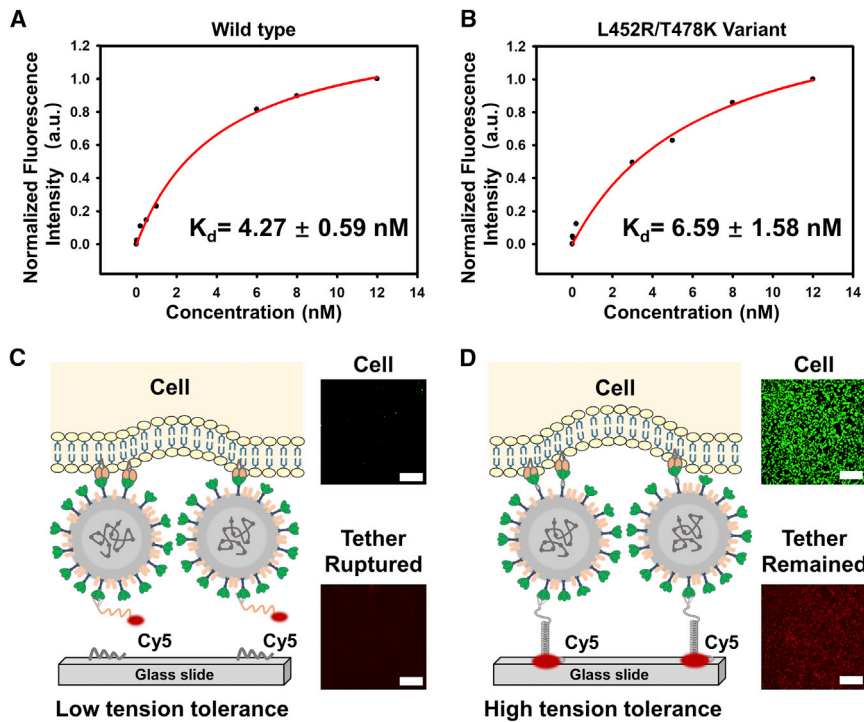 A
Wild type
Normalized Fluorescence
Intensity (a.u.)
1.2
1.0
0.8
0.6
0.4
0.2
0.0
Kd= 4.27 ± 0.59 nM
0 2 4 6 8 10 12 14
Concentration (nM)
B
L452R/T478K Variant
Normalized Fluorescence
Intensity (a.u.)
1.2
1.0
0.8
0.6
0.4
0.2
0.0
Kd= 6.59 ± 1.58 nM
0 2 4 6 8 10 12 14
Concentration (nM)
C
Cell
Cell
Tether
Ruptured
Cy5
Cy5
Glass slide
Low tension tolerance
D
Cell
Cell
Tether
Remained
Cy5
Cy5
Glass slide
High tension tolerance